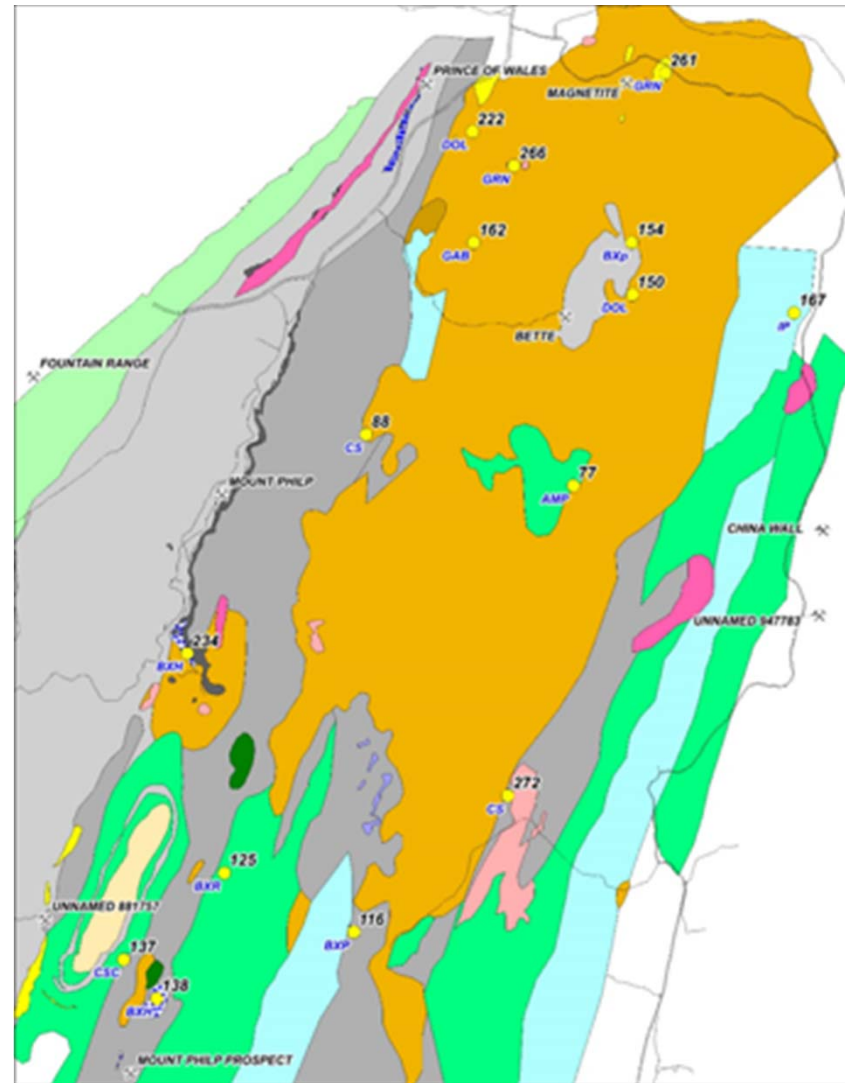 261
PRINCE OF WALES
MAGNETITE
GRN
222
DOL
266
GRN
162
GAB
154
BXp
150
DOL
167
IP
BETTE
FOUNTAIN RANGE
88
CS
77
AMP
MOUNT PHILP
CHINA WALL
UNNAMED 947783
234
BXH
272
CS
125
BXR
UNNAMED 881757
116
BXP
137
CSC
138
BXH
MOUNT PHILP PROSPECT